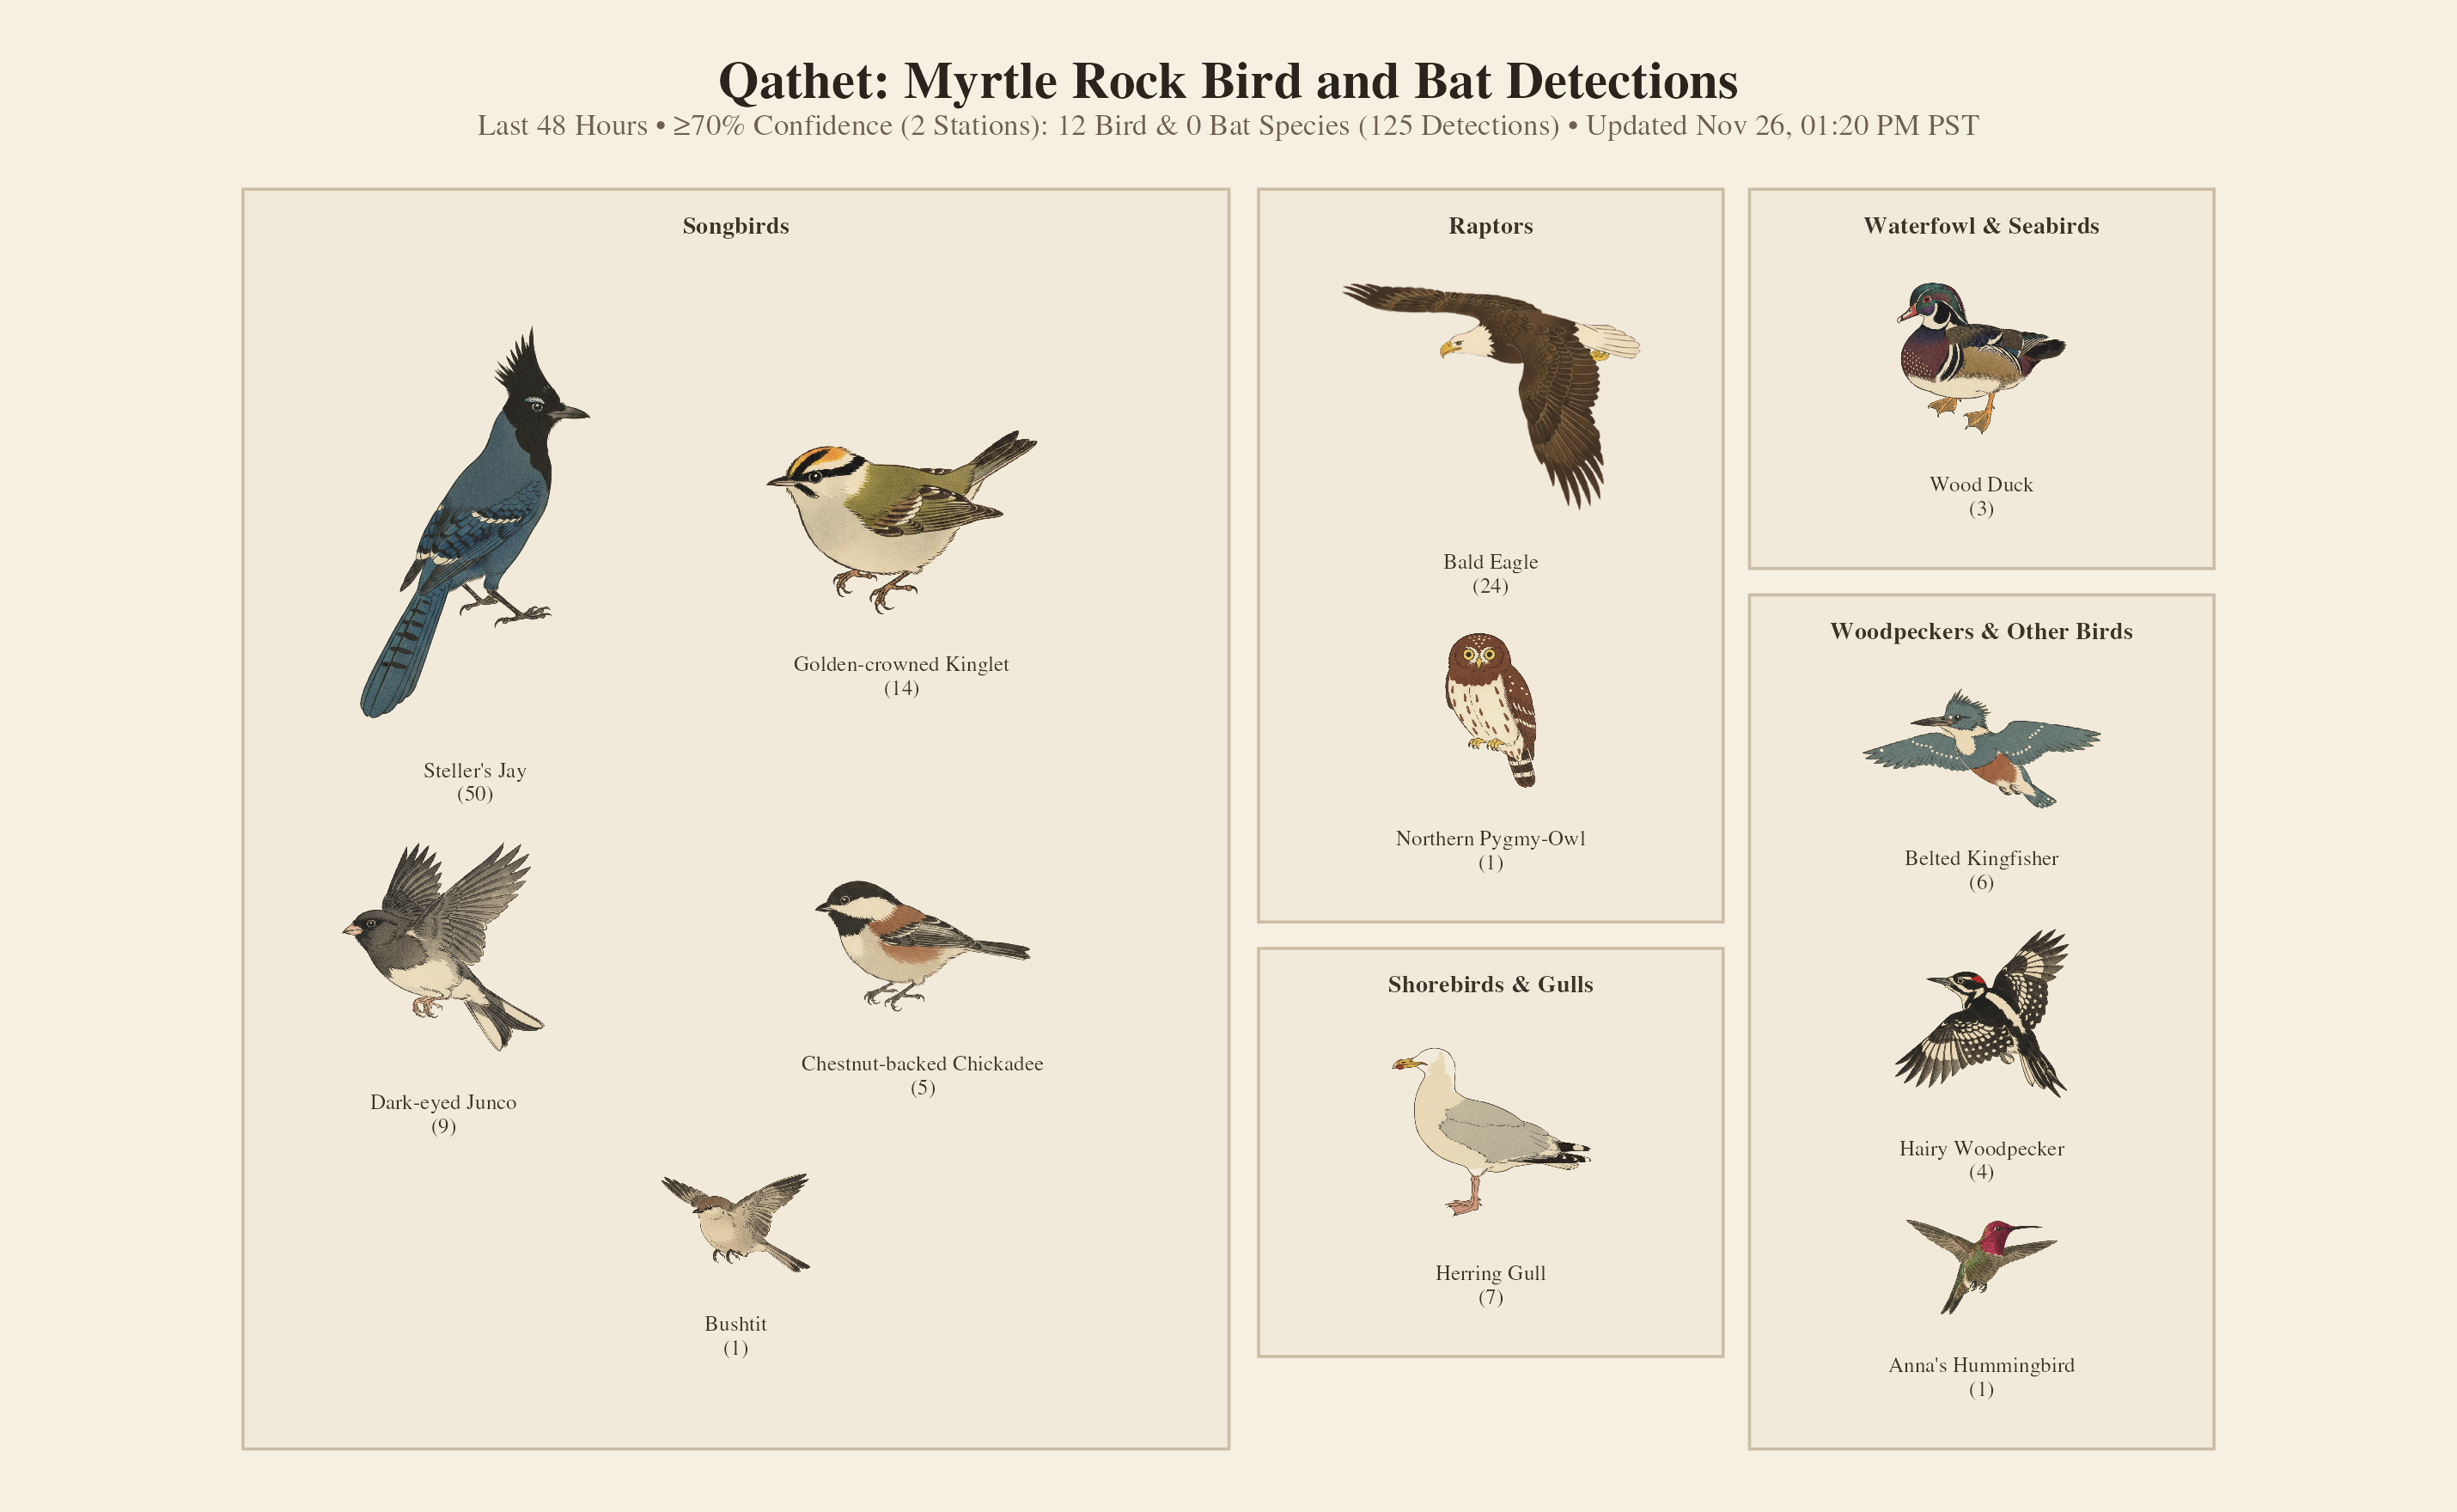 Qathet: Myrtle Rock Bird and Bat Detections
Last 48 Hours • ≥70% Confidence (2 Stations): 12 Bird & 0 Bat Species (125 Detections) • Updated Nov 26, 01:20 PM PST
Songbirds
Steller's Jay
(50)
Golden-crowned Kinglet
(14)
Dark-eyed Junco
(9)
Chestnut-backed Chickadee
(5)
Bushtit
(1)
Raptors
Bald Eagle
(24)
Northern Pygmy-Owl
(1)
Shorebirds & Gulls
Herring Gull
(7)
Waterfowl & Seabirds
Wood Duck
(3)
Woodpeckers & Other Birds
Belted Kingfisher
(6)
Hairy Woodpecker
(4)
Anna's Hummingbird
(1)